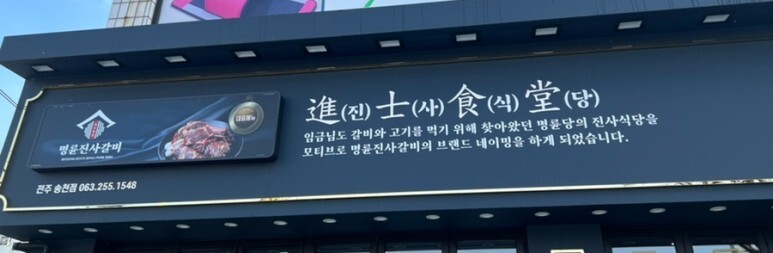 進(진)士(사)食(식)堂(당)
임금님도 갈비와 고기를 먹기 위해 찾아왔던 명륜당의 진사식당을
모티브로 명륜진사갈비의 브랜드 네이밍을 하게 되었습니다.
명륜진사갈비
전주 송천점 063.255.1548